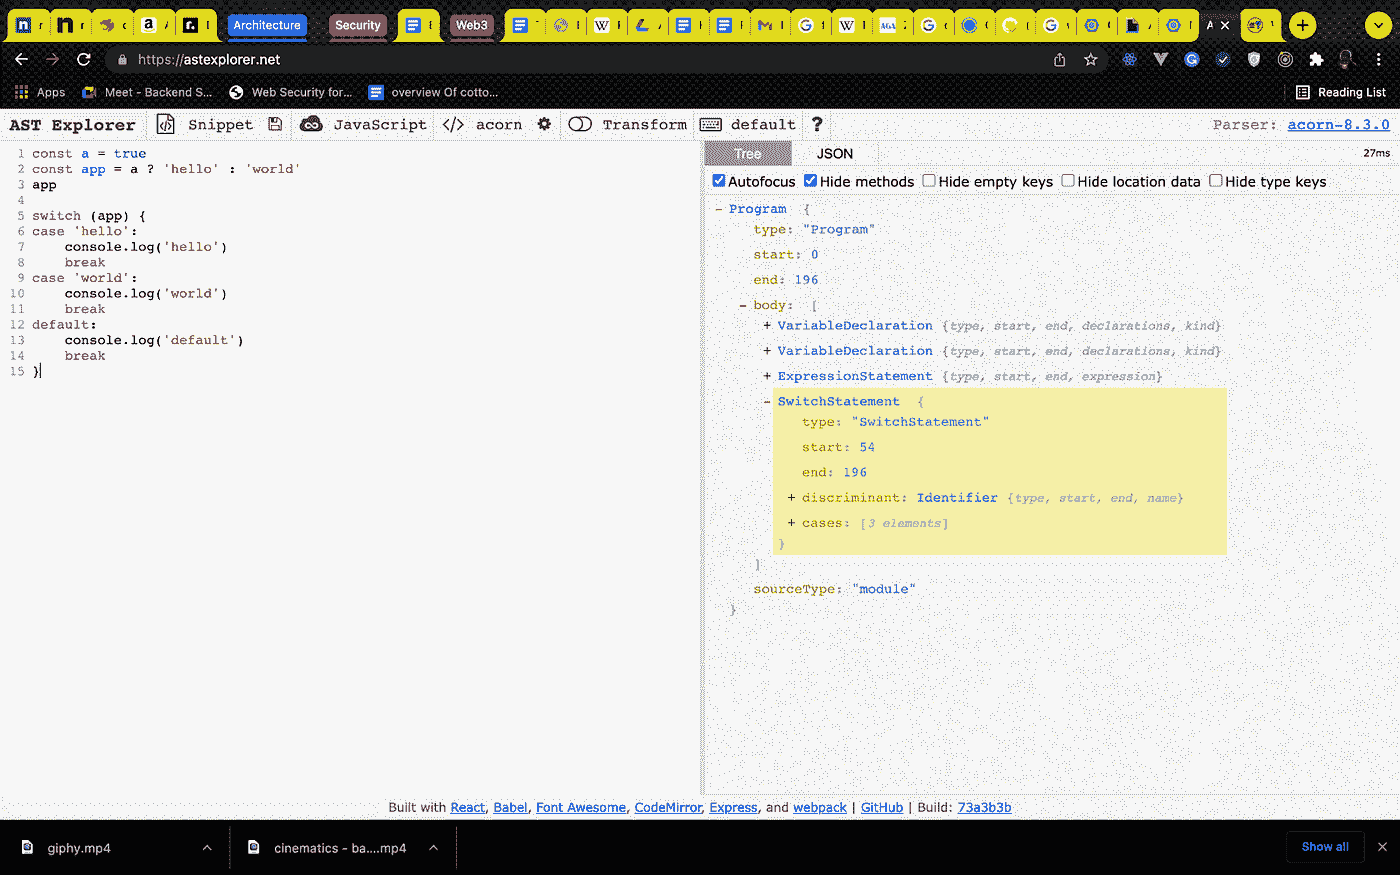 Architecture Security Web3
https://astexplorer.net
Apps Meet - Backend S... Web Security for... overview Of cotto... Reading List
AST Explorer Snippet JavaScript </> acorn Transform default ? Parser: acorn-8.3.0
Tree JSON 27ms
Autofocus Hide methods Hide empty keys Hide location data Hide type keys
1 const a = true
2 const app = a ? 'hello' : 'world'
3 app
4
5 switch (app) {
6 case 'hello':
7 console.log('hello')
8 break
9 case 'world':
10 console.log('world')
11 break
12 default:
13 console.log('default')
14 break
15 }
- Program {
type: "Program"
start: 0
end: 196
- body: [
+ VariableDeclaration {type, start, end, declarations, kind}
+ VariableDeclaration {type, start, end, declarations, kind}
+ ExpressionStatement {type, start, end, expression}
- SwitchStatement {
type: "SwitchStatement"
start: 54
end: 196
+ discriminant: Identifier {type, start, end, name}
+ cases: [3 elements]
}
]
sourceType: "module"
}
Built with React, Babel, Font Awesome, CodeMirror, Express, and webpack | GitHub | Build: 73a3b3b
giphy.mp4 cinematics - ba....mp4 Show all